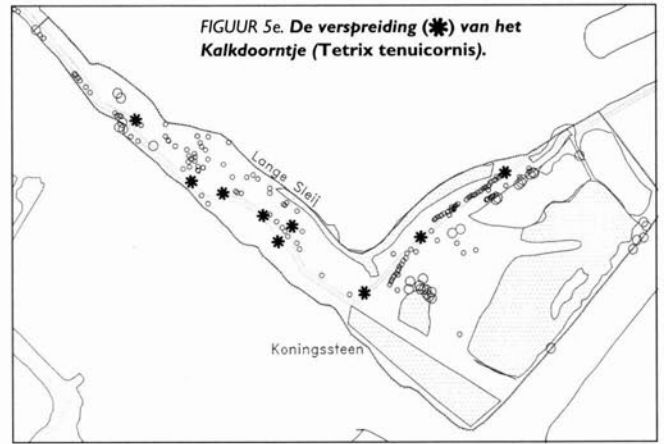 FIGUUR 5e. De verspreiding (✱) van het
Kalkdoorntje (Tetrix tenuicornis).
Lange Sleij
Koningssteen